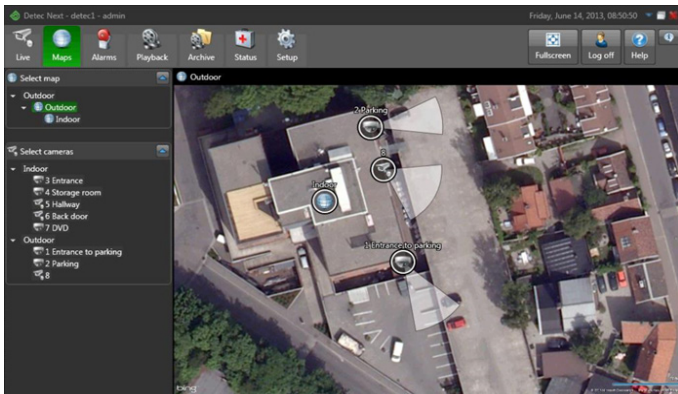 Detec Next - detec1 - admin
Friday, June 14, 2013, 08:50:50
Live
Maps
Alarms
Playback
Archive
Status
Setup
Fullscreen
Log off
Help
Select map
Outdoor
Outdoor
Indoor
Select cameras
Indoor
3 Entrance
4 Storage room
5 Hallway
6 Back door
7 DVD
Outdoor
1 Entrance to parking
2 Parking
8
Outdoor
2 Parking
8
Indoor
1 Entrance to parking
bing